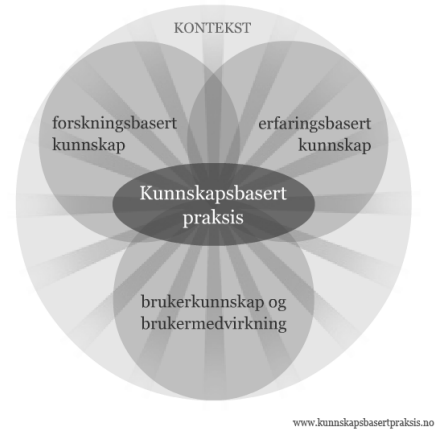 KONTEKST
forskningsbasert
kunnskap
erfaringsbasert
kunnskap
Kunnskapsbasert
praksis
brukerkunnskap og
brukermedvirkning
www.kunnskapsbasertpraksis.no